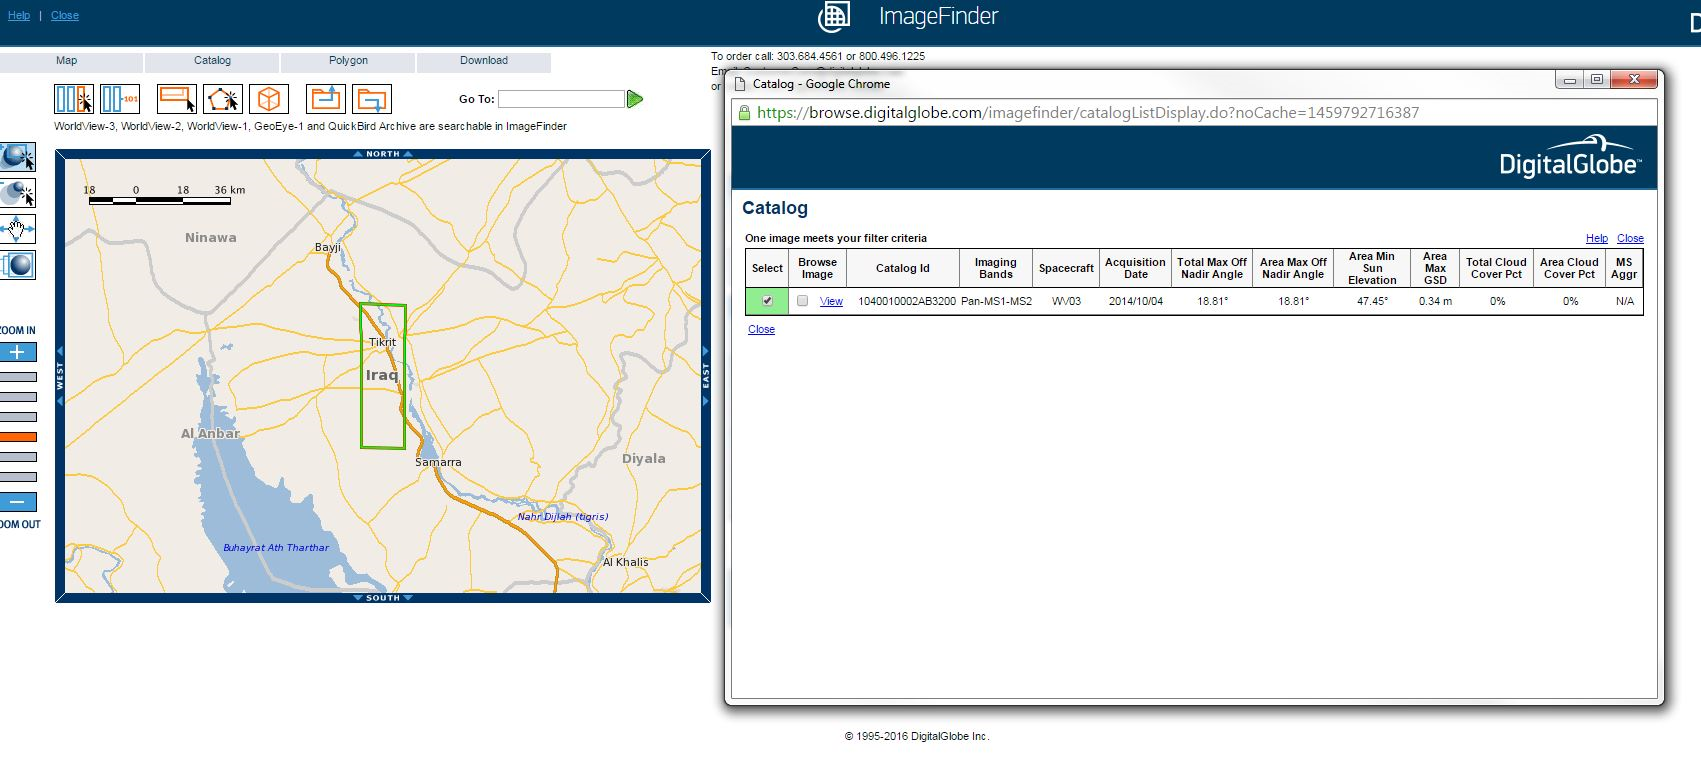 Help | Close
ImageFinder
Map Catalog Polygon Download
To order call: 303.684.4561 or 800.496.1225
or
Go To:
101
WorldView-3, WorldView-2, WorldView-1, GeoEye-1 and QuickBird Archive are searchable in ImageFinder
NORTH
18 0 18 36 km
Ninawa
Bayji
Tikrit
Iraq
WEST
EAST
Al Anbar
Samarra
Diyala
Nahr Dijlah (tigris)
Buhayrat Ath Tharthar
Al Khalis
SOUTH
ZOOM IN
OOM OUT
Catalog - Google Chrome
https://browse.digitalglobe.com/imagefinder/catalogListDisplay.do?noCache=1459792716387
DigitalGlobe
Catalog
One image meets your filter criteria
Help Close
Select Browse Image Catalog Id Imaging Bands Spacecraft Acquisition Date Total Max Off Nadir Angle Area Max Off Nadir Angle Area Min Sun Elevation Area Max GSD Total Cloud Cover Pct Area Cloud Cover Pct MS Aggr
View 1040010002AB3200 Pan-MS1-MS2 WV03 2014/10/04 18.81° 18.81° 47.45° 0.34 m 0% 0% N/A
Close
© 1995-2016 DigitalGlobe Inc.